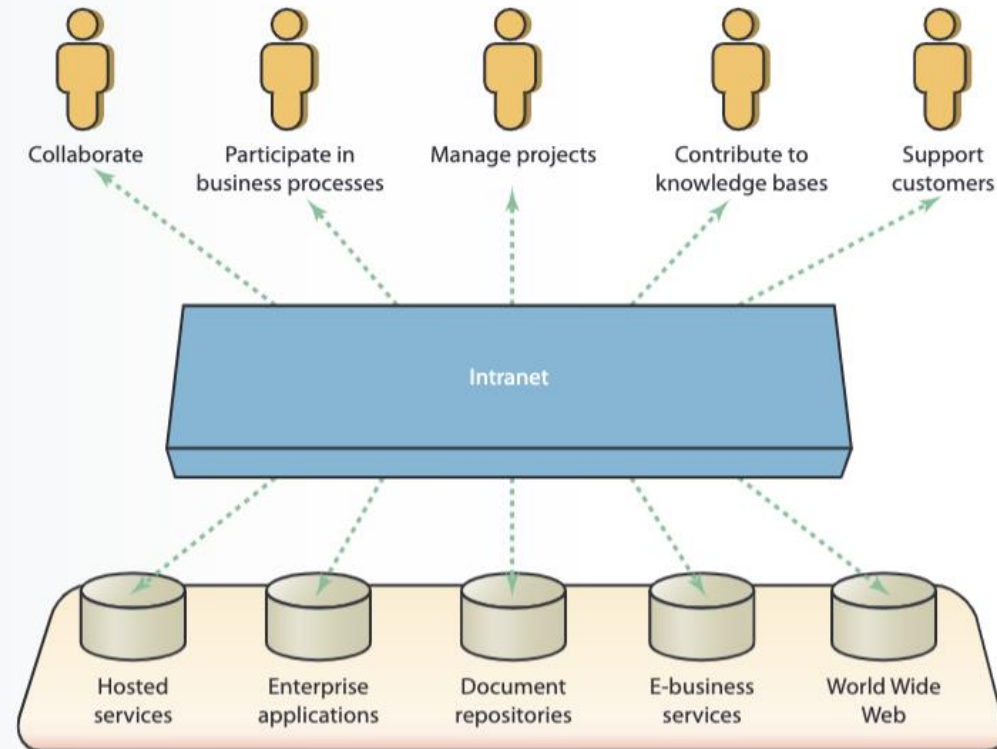 Collaborate
Participate in
business processes
Manage projects
Contribute to
knowledge bases
Support
customers
Intranet
Hosted
services
Enterprise
applications
Document
repositories
E-business
services
World Wide
Web